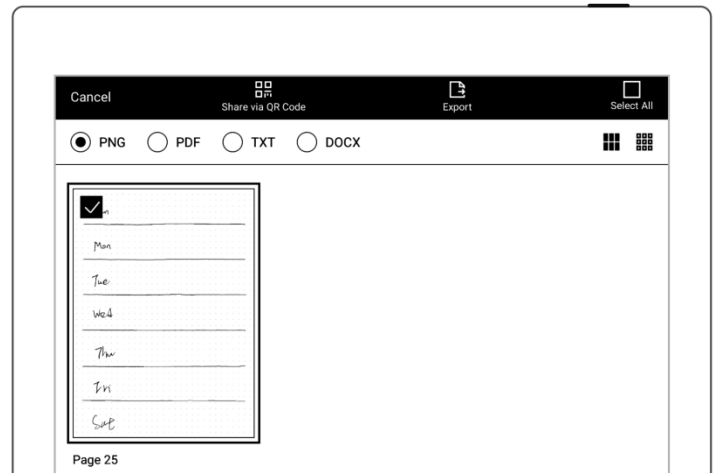 Cancel
Share via QR Code
Export
Select All
PNG PDF TXT DOCX
Mon
Tue
Wed
Thu
Fri
Sat
Page 25